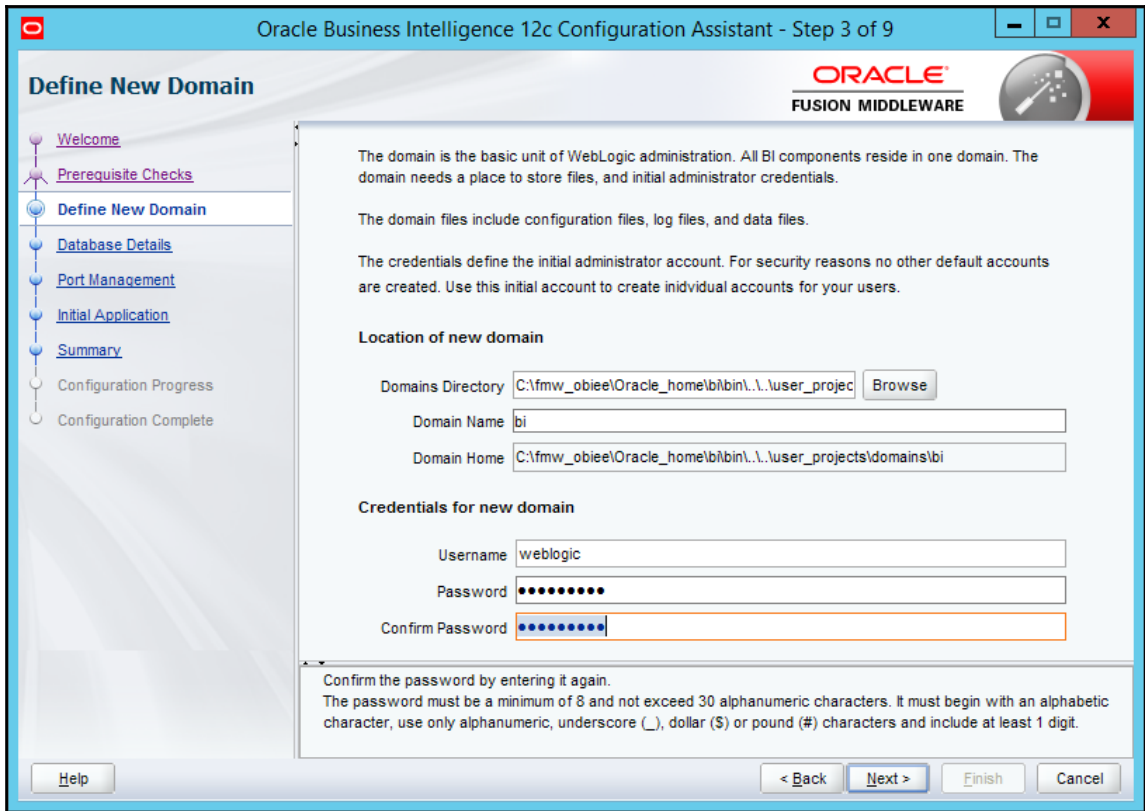 Oracle Business Intelligence 12c Configuration Assistant - Step 3 of 9
Define New Domain
ORACLE
FUSION MIDDLEWARE
Welcome
Prerequisite Checks
Define New Domain
Database Details
Port Management
Initial Application
Summary
Configuration Progress
Configuration Complete
The domain is the basic unit of WebLogic administration. All BI components reside in one domain. The
domain needs a place to store files, and initial administrator credentials.
The domain files include configuration files, log files, and data files.
The credentials define the initial administrator account. For security reasons no other default accounts
are created. Use this initial account to create inidvidual accounts for your users.
Location of new domain
Domains Directory C:\fmw_obiee\Oracle_home\bi\bin\..\..\user_projec Browse
Domain Name bi
Domain Home C:\fmw_obiee\Oracle_home\bi\bin\..\..\user_projects\domains\bi
Credentials for new domain
Username weblogic
Password •••••••••
Confirm Password •••••••••
Confirm the password by entering it again.
The password must be a minimum of 8 and not exceed 30 alphanumeric characters. It must begin with an alphabetic
character, use only alphanumeric, underscore (_), dollar ($) or pound (#) characters and include at least 1 digit.
Help < Back Next > Finish Cancel